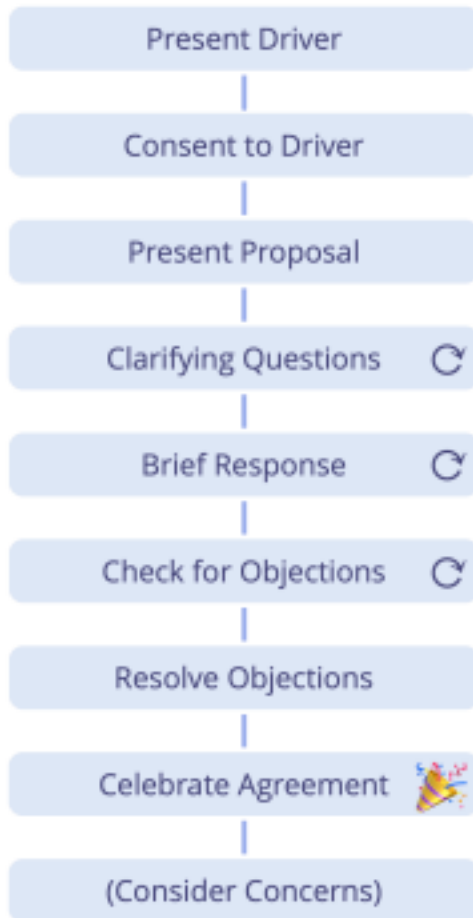 Present Driver
Consent to Driver
Present Proposal
Clarifying Questions
Brief Response
Check for Objections
Resolve Objections
Celebrate Agreement
(Consider Concerns)